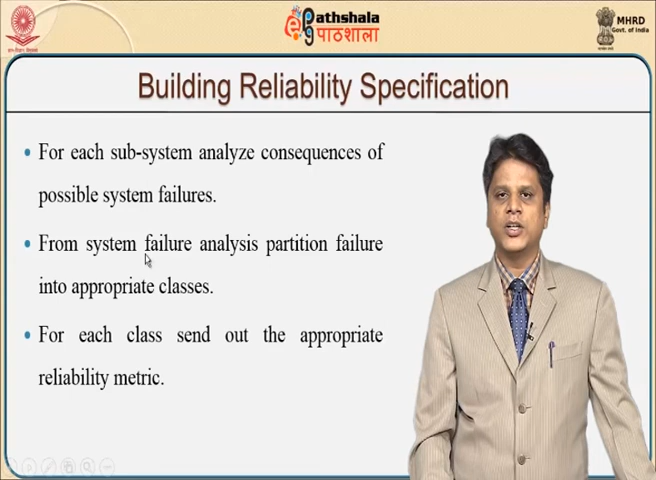 ePathshala
पाठशाला
MHRD
Govt. of India
Building Reliability Specification
For each sub-system analyze consequences of
possible system failures.
From system failure analysis partition failure
into appropriate classes.
For each class send out the appropriate
reliability metric.